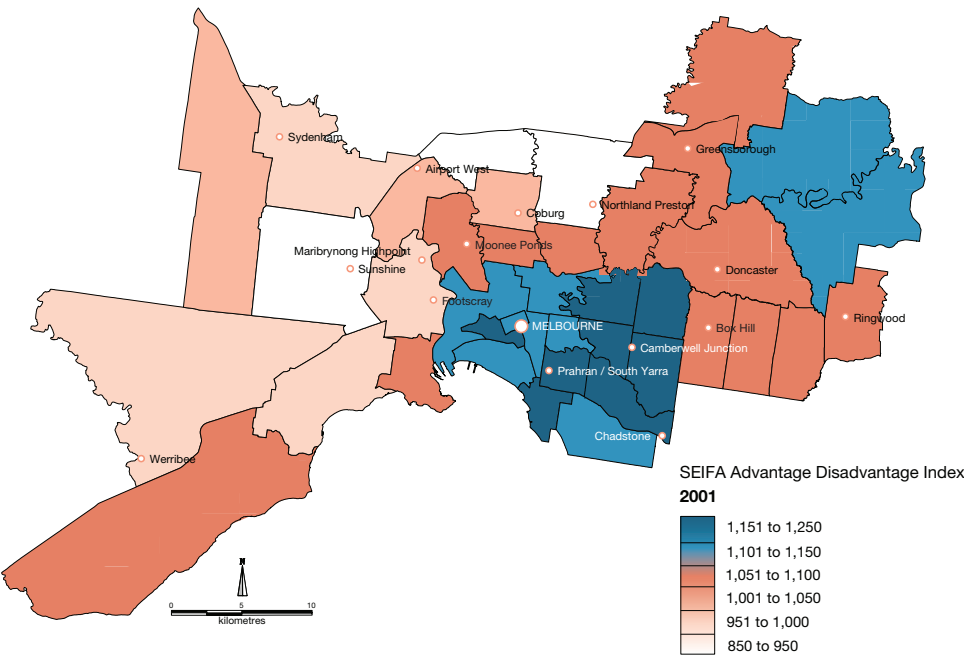 Sydenham
Airport West
Greensborough
Coburg
Northland Preston
Maribrynong Highpoint
Moonee Ponds
Sunshine
Doncaster
Footscray
MELBOURNE
Ringwood
Box Hill
Camberwell Junction
Prahran / South Yarra
Chadstone
Werribee
SEIFA Advantage Disadvantage Index
2001
1,151 to 1,250
1,101 to 1,150
1,051 to 1,100
1,001 to 1,050
951 to 1,000
850 to 950
N
0 5 10
kilometres